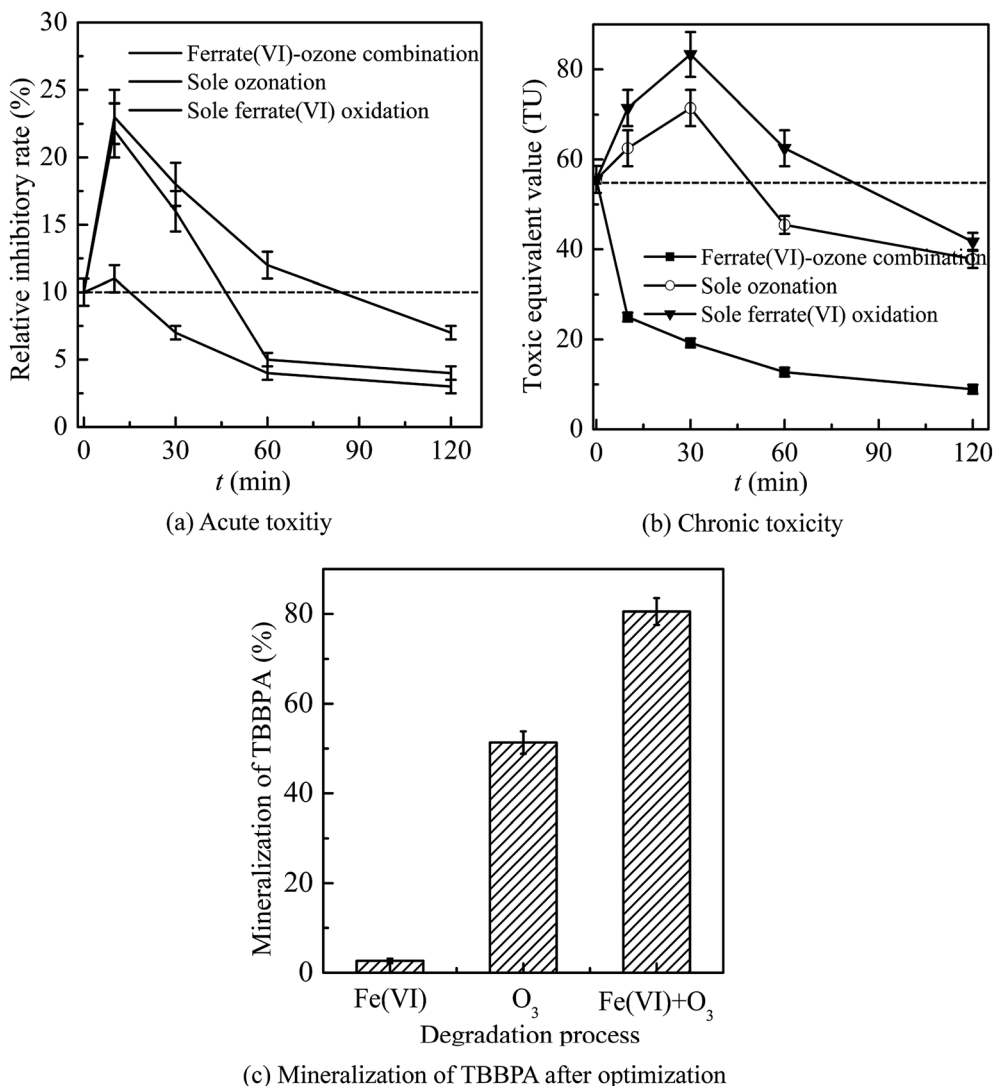 30
25
20
15
10
5
0
Relative inhibitory rate (%)
Ferrate(VI)-ozone combination
Sole ozonation
Sole ferrate(VI) oxidation
0 30 60 90 120
t (min)
(a) Acute toxitiy
80
60
40
20
0
Toxic equivalent value (TU)
Ferrate(VI)-ozone combination
Sole ozonation
Sole ferrate(VI) oxidation
0 30 60 90 120
t (min)
(b) Chronic toxicity
80
60
40
20
0
Mineralization of TBBPA (%)
Fe(VI) O3 Fe(VI)+O3
Degradation process
(c) Mineralization of TBBPA after optimization